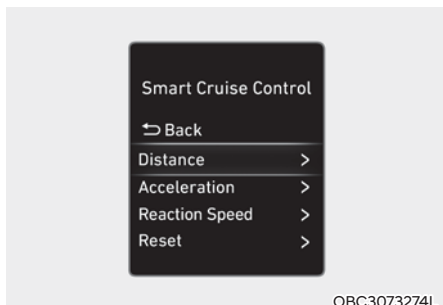 Smart Cruise Control
⮌ Back
Distance >
Acceleration >
Reaction Speed >
Reset >
OBC3073274L